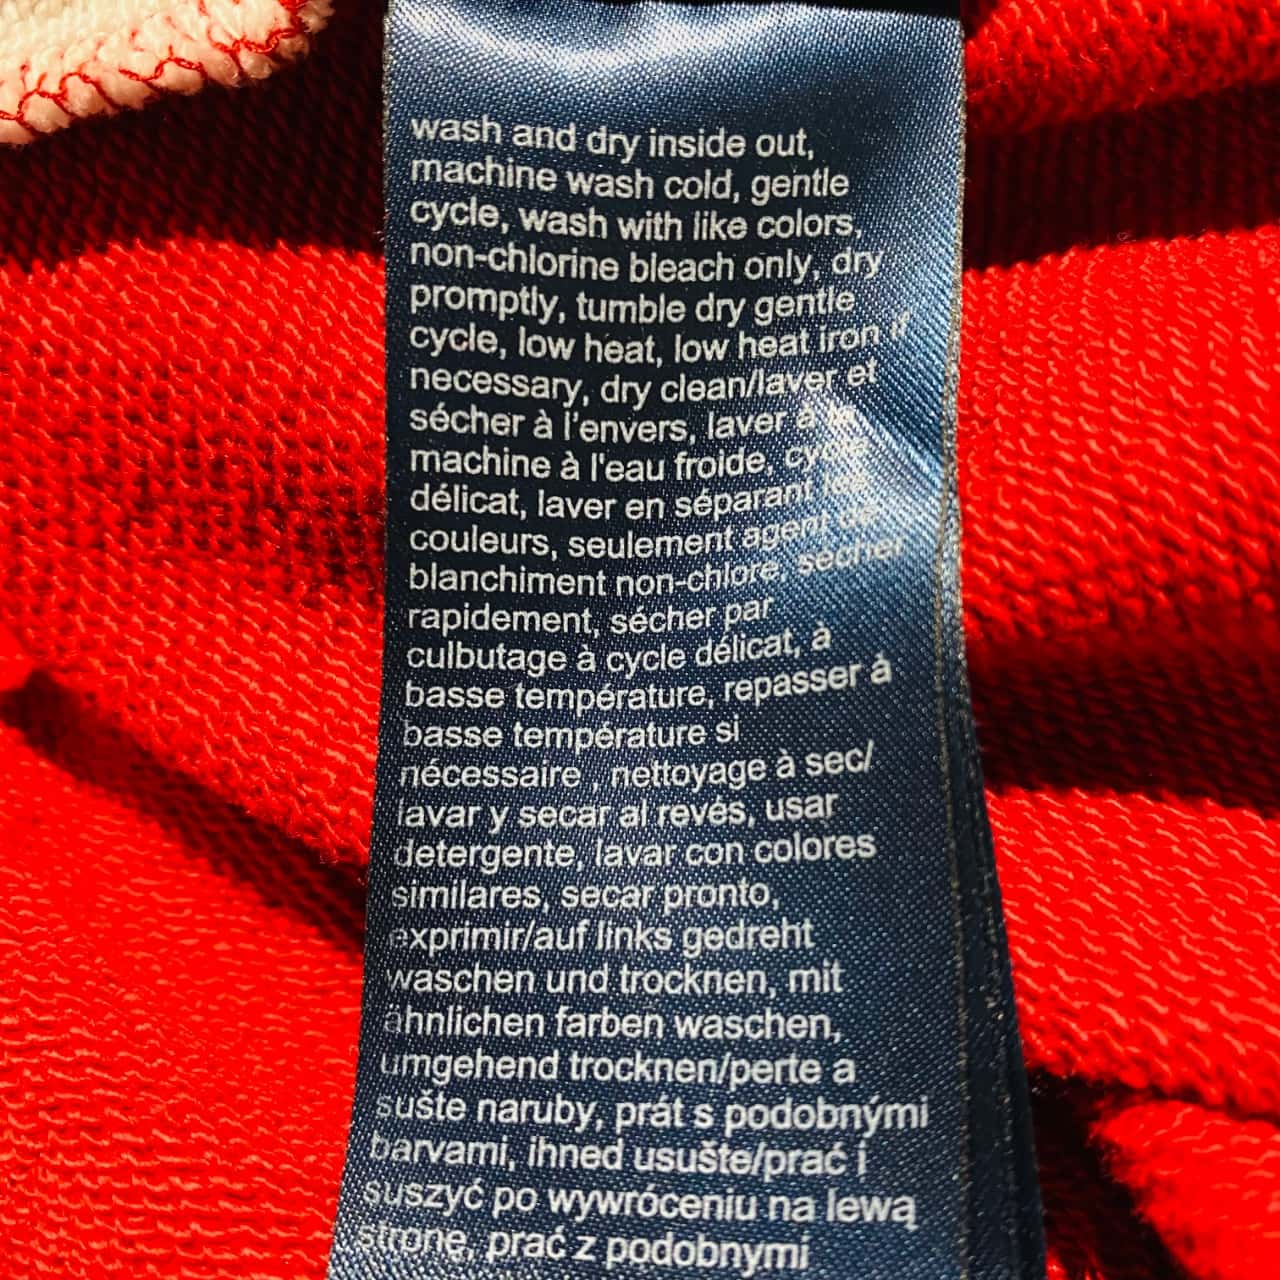 wash and dry inside out,
machine wash cold, gentle
cycle, wash with like colors,
non-chlorine bleach only, dry
promptly, tumble dry gentle
cycle, low heat, low heat iron if
necessary, dry clean/laver et
sécher à l'envers, laver à la
machine à l'eau froide, cycle
délicat, laver en séparant les
couleurs, seulement agent de
blanchiment non-chlore, sécher
rapidement, sécher par
culbutage à cycle délicat, à
basse température, repasser à
basse température si
nécessaire , nettoyage à sec/
lavar y secar al revés, usar
detergente, lavar con colores
similares, secar pronto,
exprimir/auf links gedreht
waschen und trocknen, mit
ähnlichen farben waschen,
umgehend trocknen/perte a
sušte naruby, prát s podobnými
barvami, ihned usušte/prać i
suszyć po wywróceniu na lewą
stronę, prać z podobnymi